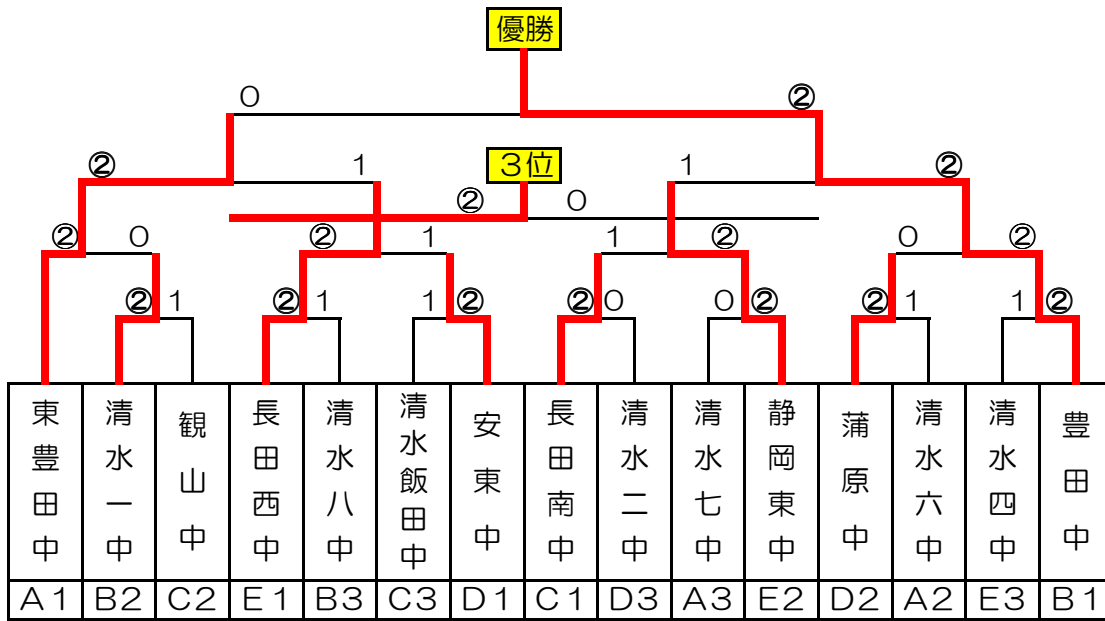 優勝
０ ②
② １ ３位 １ ②
② ０
② ０ ② １ １ ② ０ ②
② １ ② １ １ ② ② ０ ０ ② ② １ １ ②
東豊田中 清水一中 観山中 長田西中 清水八中 清水飯田中 安東中 長田南中 清水二中 清水七中 静岡東中 蒲原中 清水六中 清水四中 豊田中
Ａ１ Ｂ２ Ｃ２ Ｅ１ Ｂ３ Ｃ３ Ｄ１ Ｃ１ Ｄ３ Ａ３ Ｅ２ Ｄ２ Ａ２ Ｅ３ Ｂ１